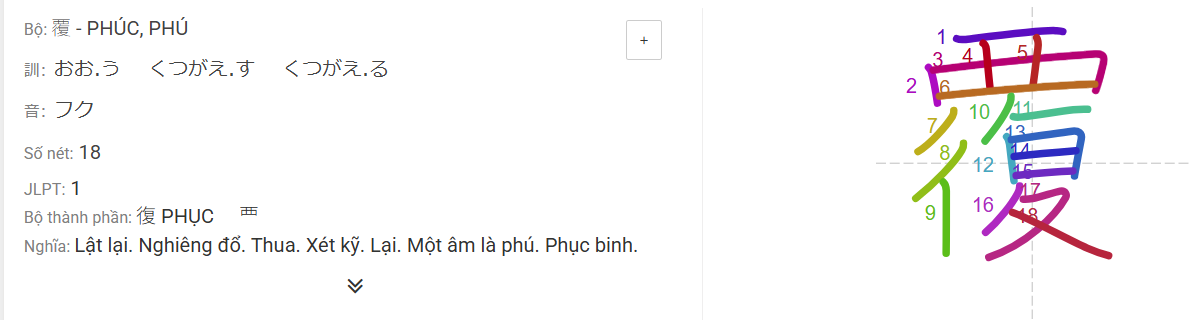 Bộ: 覆 - PHÚC, PHÚ
+
訓: おお.う くつがえ.す くつがえ.る
音: フク
Số nét: 18
JLPT: 1
Bộ thành phần: 復 PHỤC 覀
Nghĩa: Lật lại. Nghiêng đổ. Thua. Xét kỹ. Lại. Một âm là phú. Phục binh.
覆
1
2
3
4
5
6
7
8
9
10
11
12
13
14
15
16
17
18